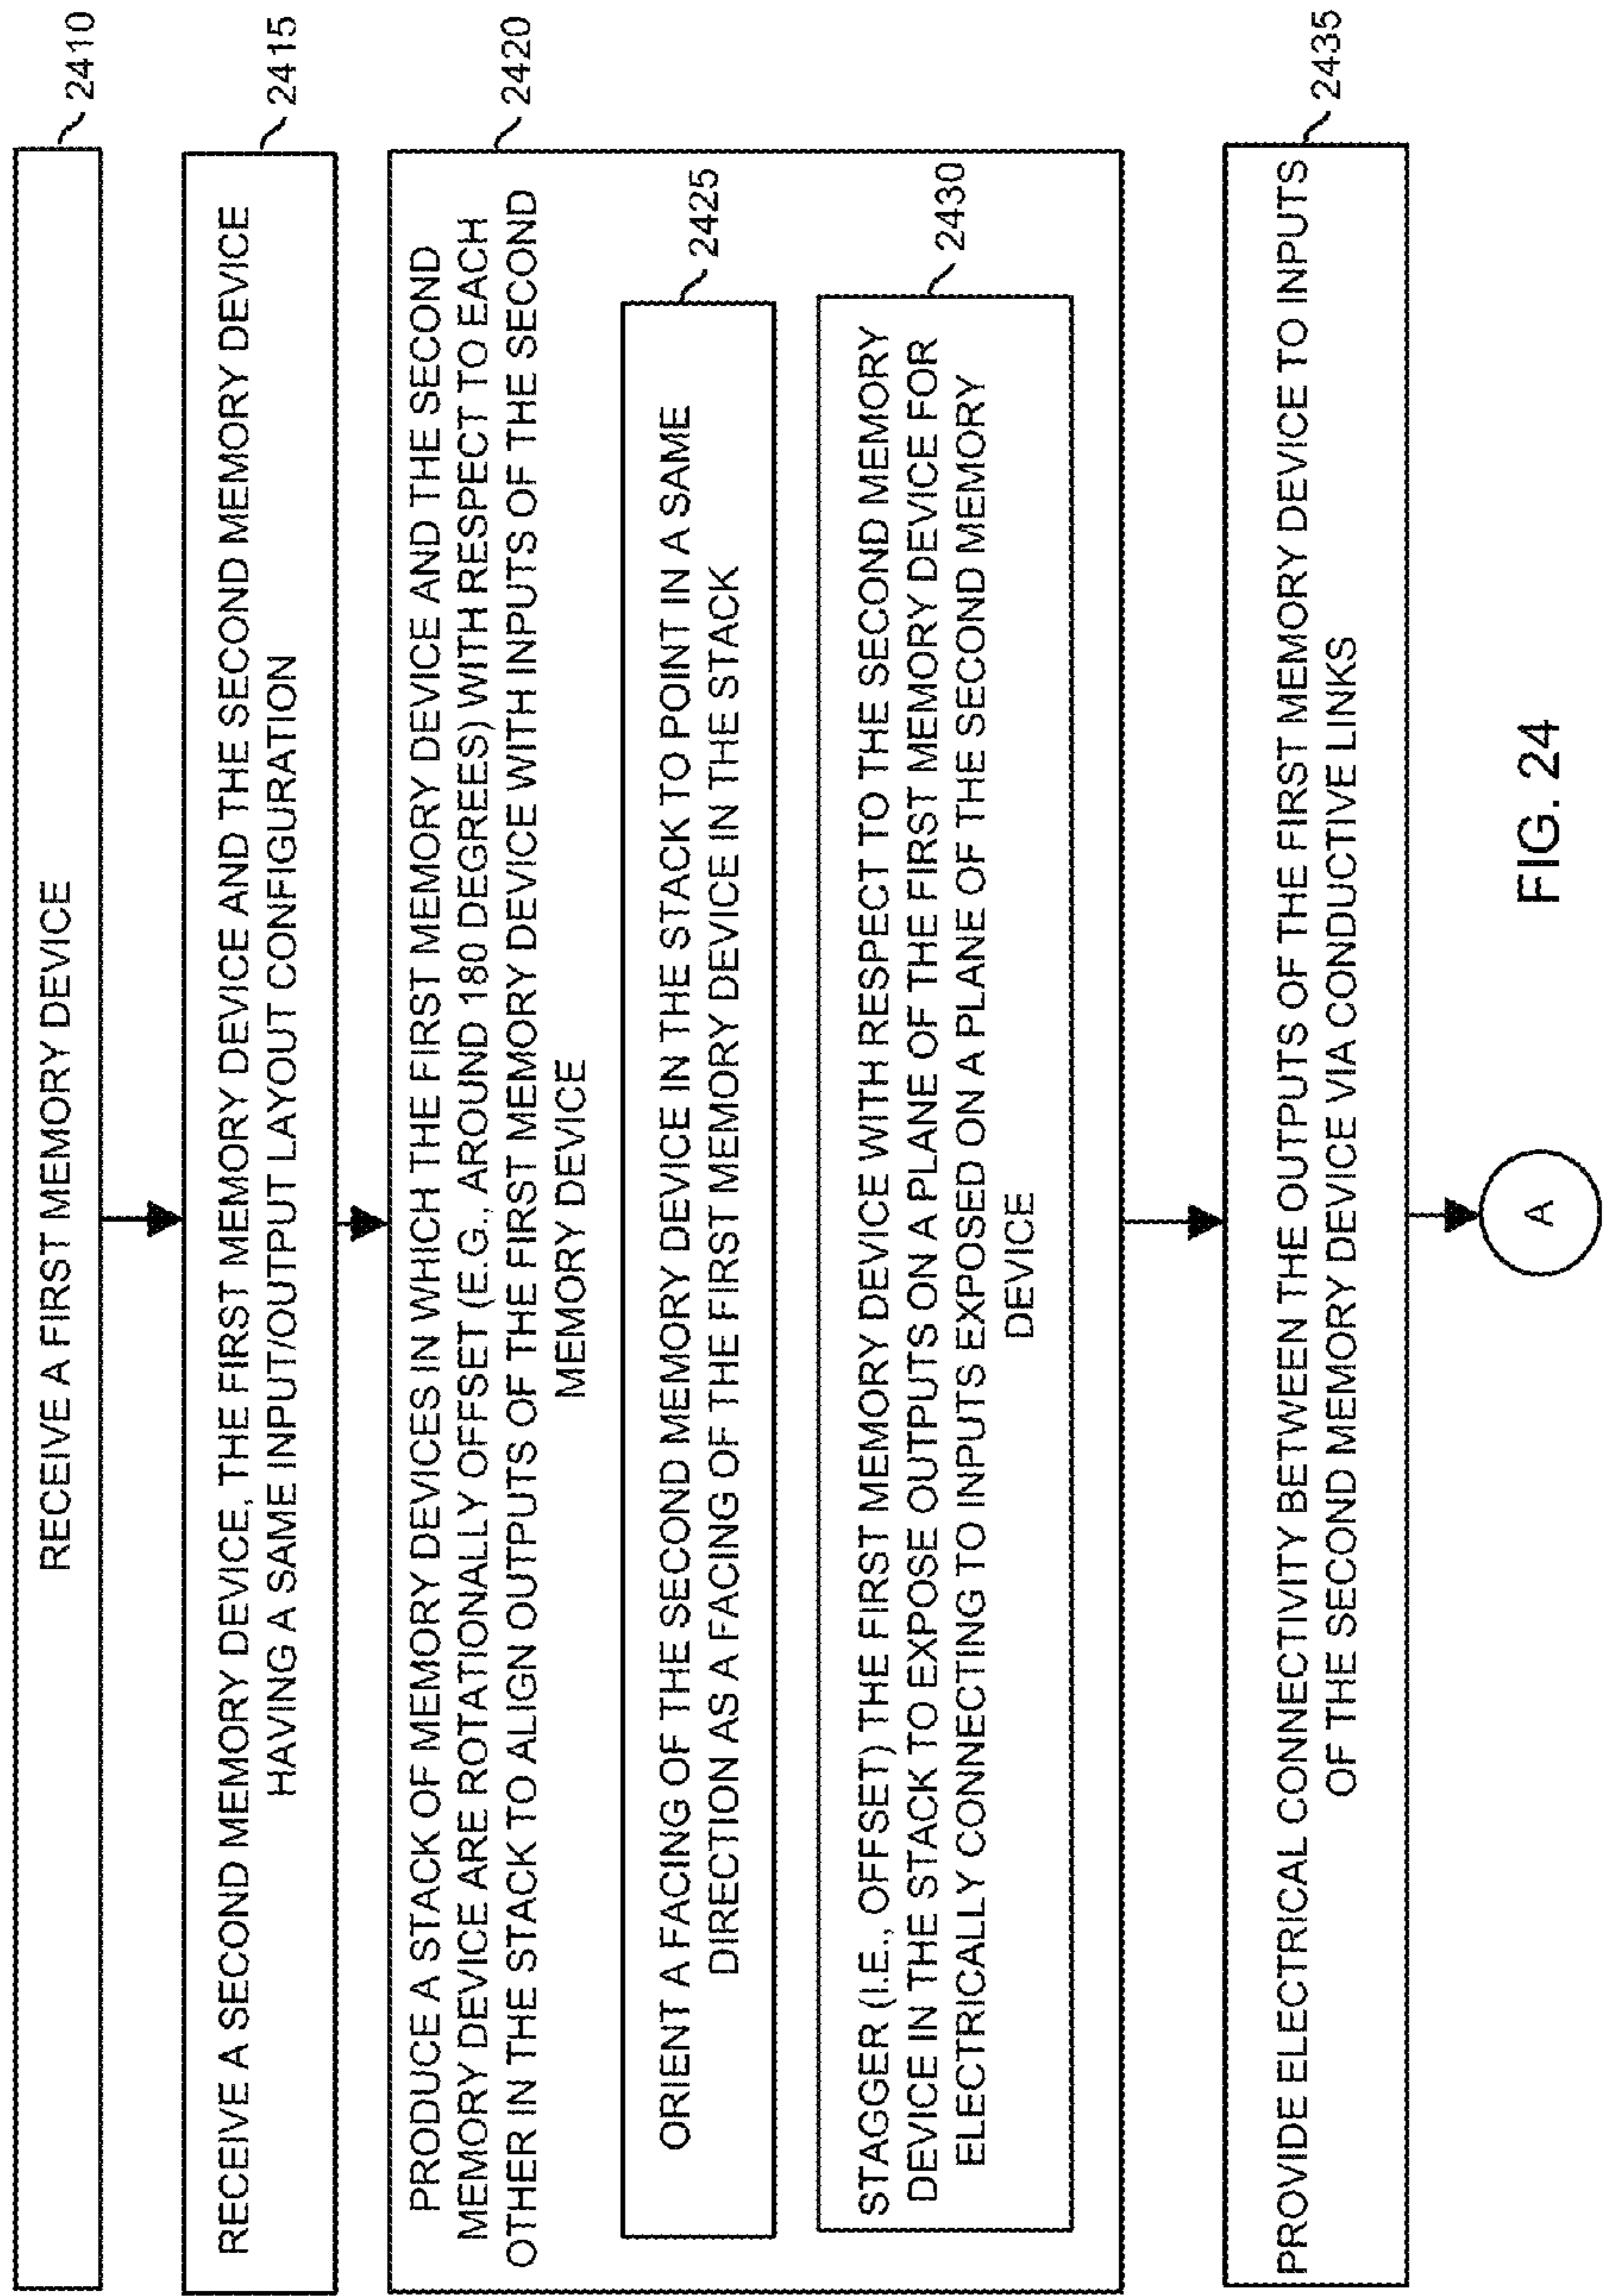 RECEIVE A FIRST MEMORY DEVICE
2410
RECEIVE A SECOND MEMORY DEVICE, THE FIRST MEMORY DEVICE AND THE SECOND MEMORY DEVICE
HAVING A SAME INPUT/OUTPUT LAYOUT CONFIGURATION
2415
PRODUCE A STACK OF MEMORY DEVICES IN WHICH THE FIRST MEMORY DEVICE AND THE SECOND
MEMORY DEVICE ARE ROTATIONALLY OFFSET (E.G., AROUND 180 DEGREES) WITH RESPECT TO EACH
OTHER IN THE STACK TO ALIGN OUTPUTS OF THE FIRST MEMORY DEVICE WITH INPUTS OF THE SECOND
MEMORY DEVICE
2420
ORIENT A FACING OF THE SECOND MEMORY DEVICE IN THE STACK TO POINT IN A SAME
DIRECTION AS A FACING OF THE FIRST MEMORY DEVICE IN THE STACK
2425
STAGGER (I.E., OFFSET) THE FIRST MEMORY DEVICE WITH RESPECT TO THE SECOND MEMORY
DEVICE IN THE STACK TO EXPOSE OUTPUTS ON A PLANE OF THE FIRST MEMORY DEVICE FOR
ELECTRICALLY CONNECTING TO INPUTS EXPOSED ON A PLANE OF THE SECOND MEMORY
DEVICE
2430
PROVIDE ELECTRICAL CONNECTIVITY BETWEEN THE OUTPUTS OF THE FIRST MEMORY DEVICE TO INPUTS
OF THE SECOND MEMORY DEVICE VIA CONDUCTIVE LINKS
2435
A
FIG. 24